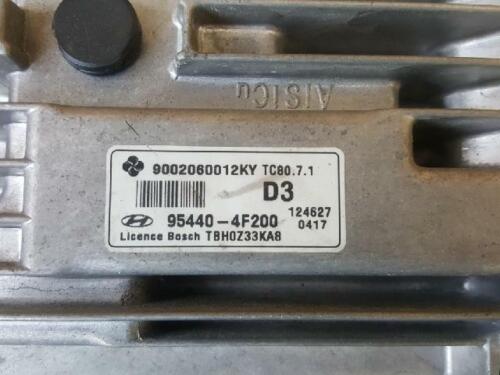 AlSiCu
9002060012KY TC80.7.1
D3
95440-4F200 124627
Licence Bosch TBH0Z33KA8 0417